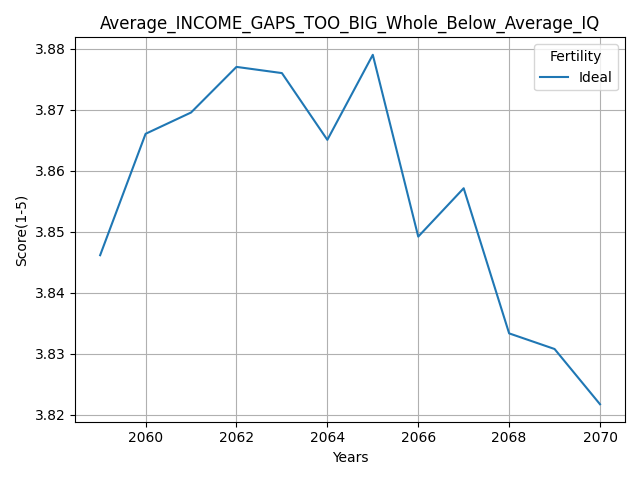 Average_INCOME_GAPS_TOO_BIG_Whole_Below_Average_IQ
Fertility
Ideal
Score(1-5)
3.88
3.87
3.86
3.85
3.84
3.83
3.82
2060 2062 2064 2066 2068 2070
Years